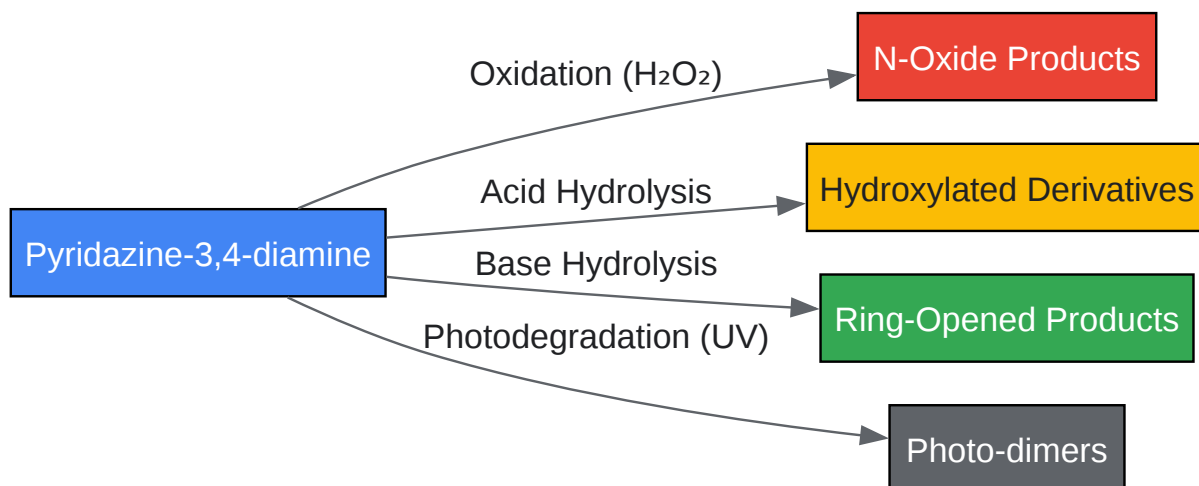 N-Oxide Products
Oxidation (H₂O₂)
Acid Hydrolysis
Hydroxylated Derivatives
Pyridazine-3,4-diamine
Base Hydrolysis
Ring-Opened Products
Photodegradation (UV)
Photo-dimers